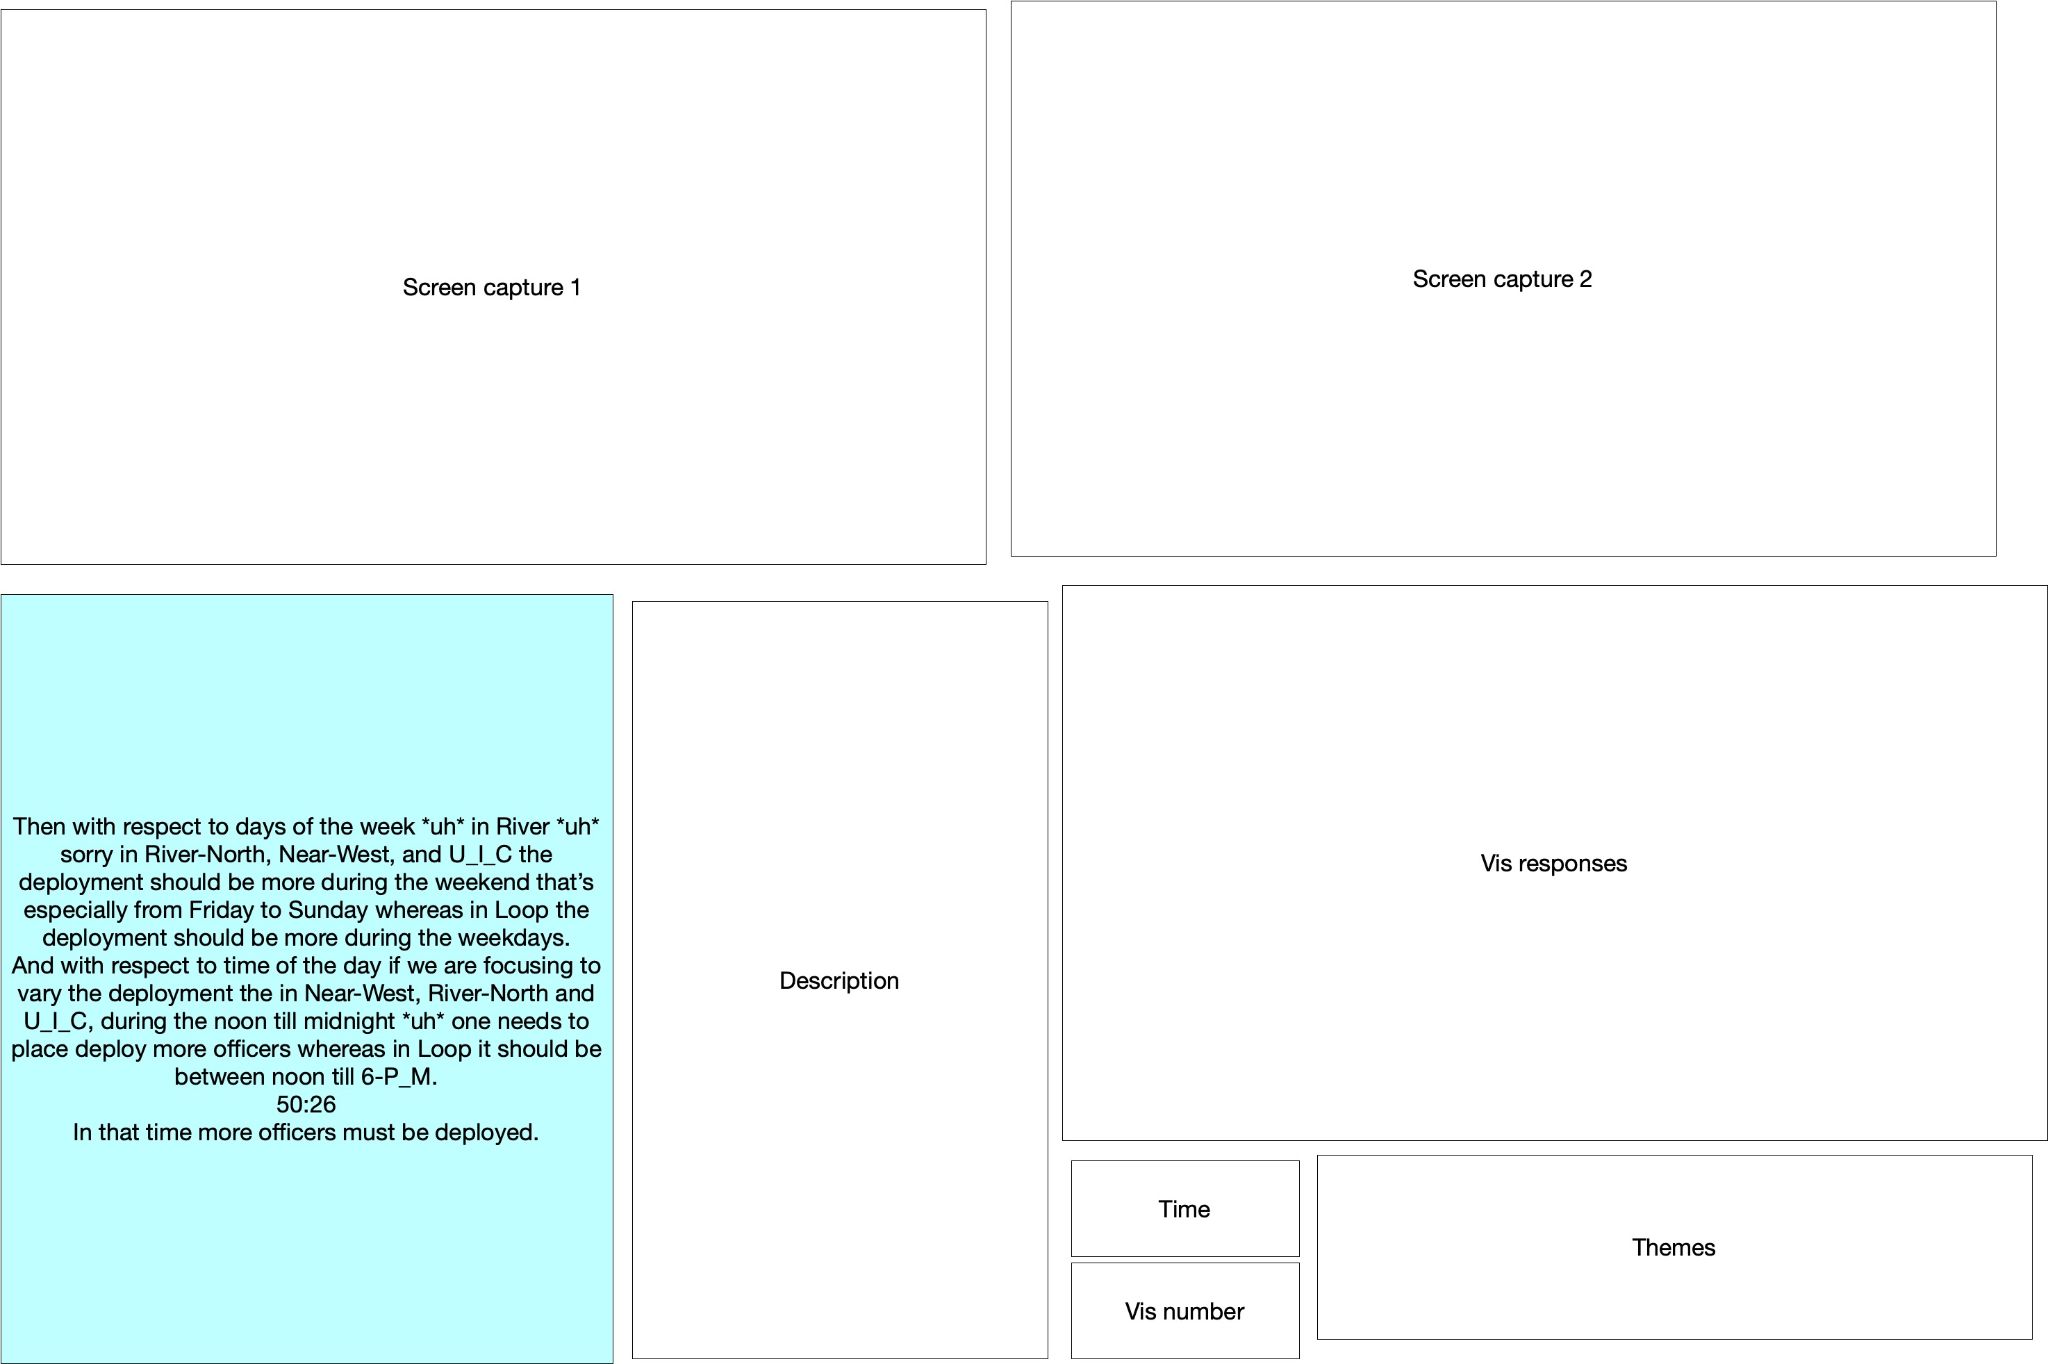 Screen capture 1
Screen capture 2
Then with respect to days of the week *uh* in River *uh*
sorry in River-North, Near-West, and U_I_C the
deployment should be more during the weekend that’s
especially from Friday to Sunday whereas in Loop the
deployment should be more during the weekdays.
And with respect to time of the day if we are focusing to
vary the deployment the in Near-West, River-North and
U_I_C, during the noon till midnight *uh* one needs to
place deploy more officers whereas in Loop it should be
between noon till 6-P_M.
50:26
In that time more officers must be deployed.
Description
Vis responses
Time
Vis number
Themes